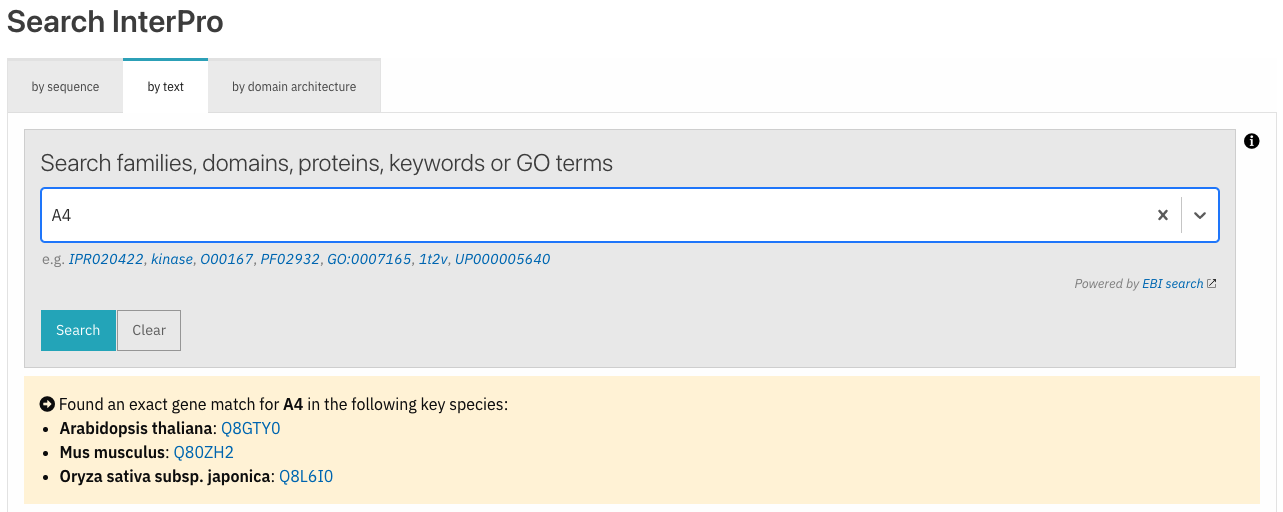 Search InterPro
by sequence by text by domain architecture
Search families, domains, proteins, keywords or GO terms
A4
e.g. IPR020422, kinase, O00167, PF02932, GO:0007165, 1t2v, UP000005640
Powered by EBI search
Search Clear
Found an exact gene match for A4 in the following key species:
• Arabidopsis thaliana: Q8GTY0
• Mus musculus: Q80ZH2
• Oryza sativa subsp. japonica: Q8L6I0